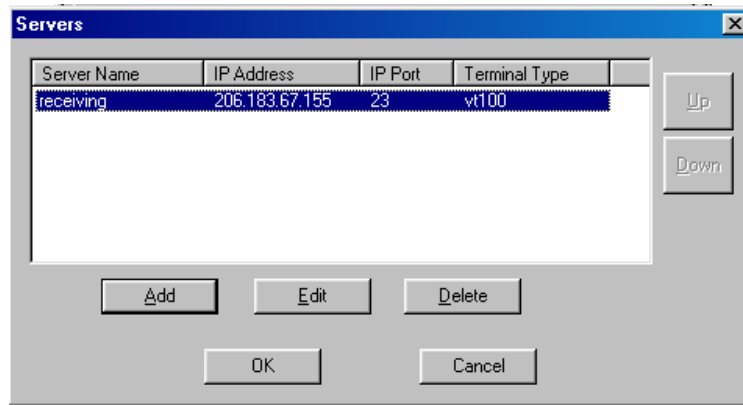 Servers
Server Name IP Address IP Port Terminal Type
receiving 206.183.67.155 23 vt100
Up
Down
Add Edit Delete
OK Cancel